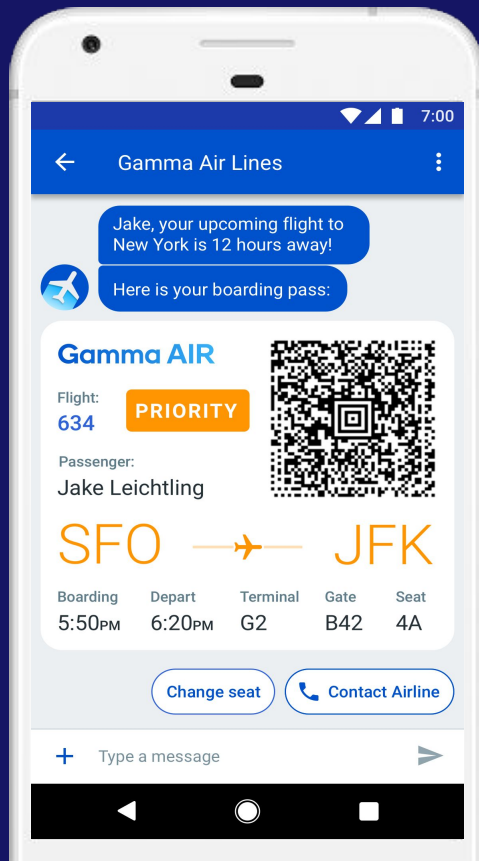 7:00
Gamma Air Lines
Jake, your upcoming flight to
New York is 12 hours away!
Here is your boarding pass:
Gamma AIR
Flight:
634
PRIORITY
Passenger:
Jake Leichtling
SFO JFK
Boarding Depart Terminal Gate Seat
5:50PM 6:20PM G2 B42 4A
Change seat Contact Airline
+ Type a message